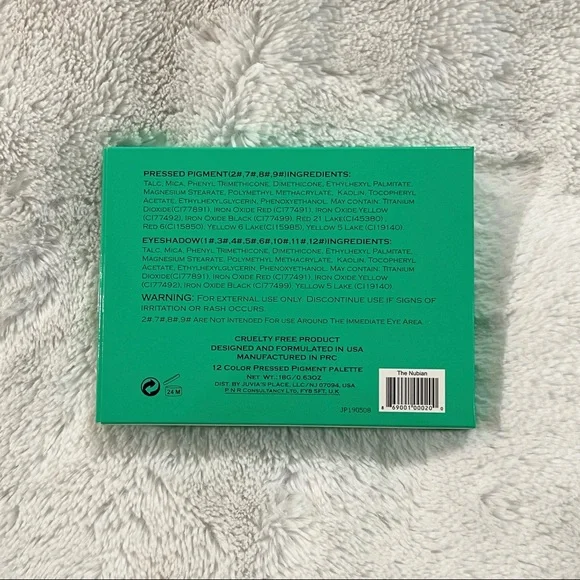 PRESSED PIGMENT(2#,7#,8#,9#)INGREDIENTS:
TALC, MICA, PHENYL TRIMETHICONE, DIMETHICONE, ETHYLHEXYL PALMITATE,
MAGNESIUM STEARATE, POLYMETHYL METHACRYLATE, KAOLIN, TOCOPHERYL
ACETATE, ETHYLHEXYLGLYCERIN, PHENOXYETHANOL, MAY CONTAIN: TITANIUM
DIOXIDE(CI77891), IRON OXIDE RED (CI77491), IRON OXIDE YELLOW
(CI77492), IRON OXIDE BLACK (CI77499), RED 21 LAKE(CI45380)
RED 6(CI15850) YELLOW 6 LAKE(CI15985), YELLOW 5 LAKE (CI19140)
EYESHADOW(1#,3#,4#,5#,6#,10#,11#,12#)INGREDIENTS:
TALC, MICA, PHENYL TRIMETHICONE, DIMETHICONE, ETHYLHEXYL PALMITATE,
MAGNESIUM STEARATE, POLYMETHYL METHACRYLATE, KAOLIN, TOCOPHERYL
ACETATE, ETHYLHEXYLGLYCERIN, PHENOXYETHANOL, MAY CONTAIN: TITANIUM
DIOXIDE(CI77891), IRON OXIDE RED (CI77491), IRON OXIDE YELLOW
(CI77492), IRON OXIDE BLACK (CI77499), YELLOW 5 LAKE (CI19140).
WARNING: FOR EXTERNAL USE ONLY. DISCONTINUE USE IF SIGNS OF
IRRITATION OR RASH OCCURS.
2#,7#,8#,9# ARE NOT INTENDED FOR USE AROUND THE IMMEDIATE EYE AREA
CRUELTY FREE PRODUCT
DESIGNED AND FORMULATED IN USA
MANUFACTURED IN PRC
12 COLOR PRESSED PIGMENT PALETTE
NET WT.:18G/0.63OZ
DIST. BY JUVIA'S PLACE, LLC/NJ 07094, USA.
P N R CONSULTANCY LTD, FY8 5FT, U.K
24 M
The Nubian
8 69001 00020 0
JP190508